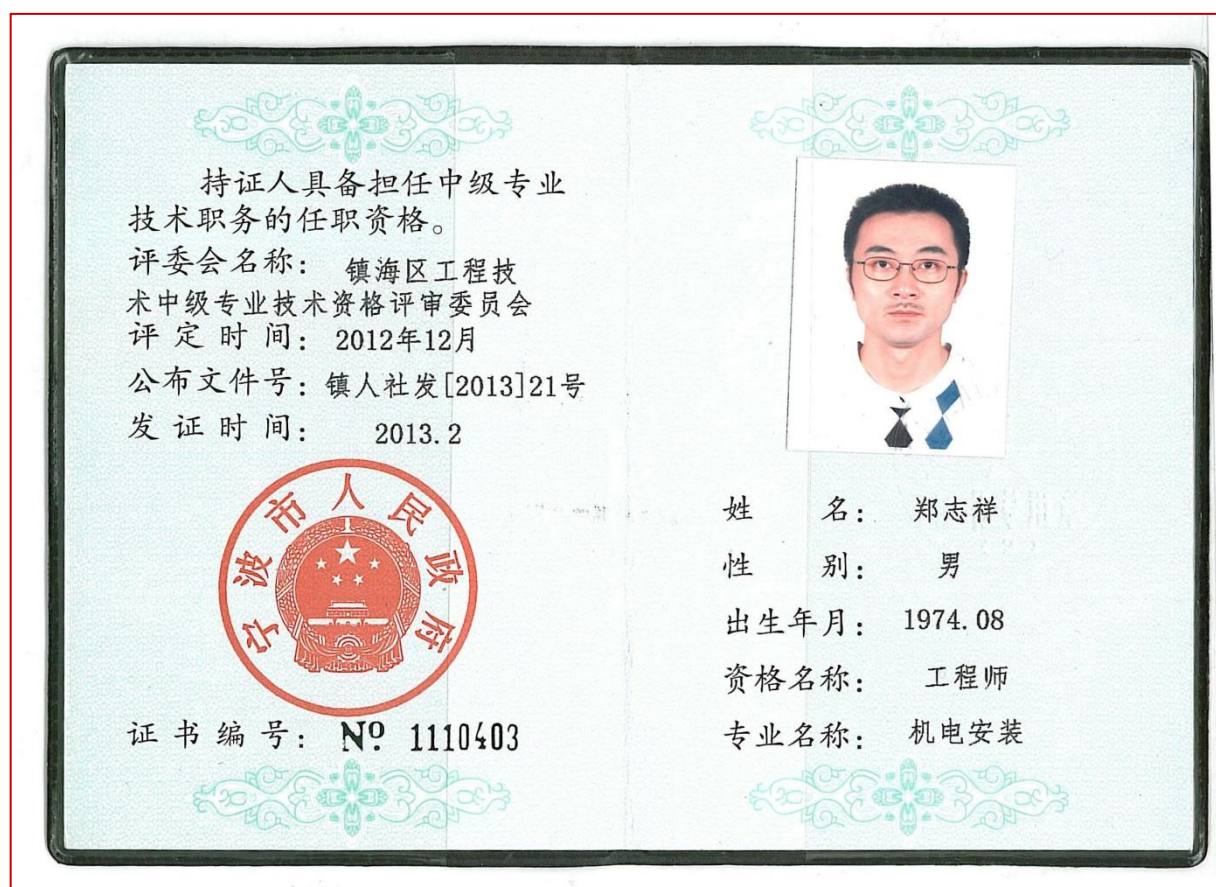 持证人具备担任中级专业
技术职务的任职资格。
评委会名称： 镇海区工程技
术中级专业技术资格评审委员会
评定时间： 2012年12月
公布文件号：镇人社发[2013]21号
发证时间： 2013.2
宁波市人民政府
证书编号： Nº 1110403
姓名： 郑志祥
性别： 男
出生年月： 1974.08
资格名称： 工程师
专业名称： 机电安装